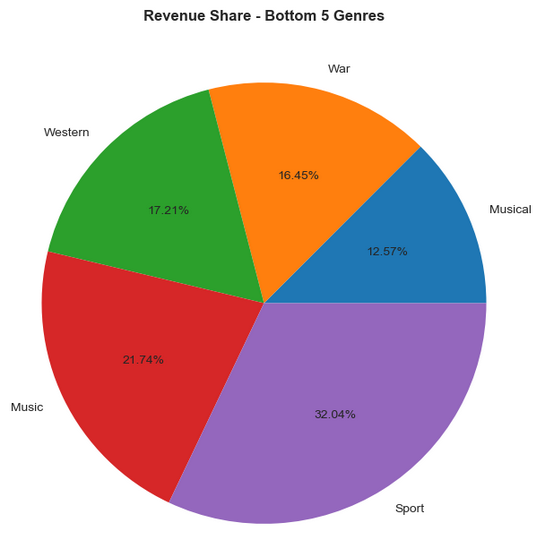 Revenue Share - Bottom 5 Genres
War
Western
Musical
16.45%
17.21%
12.57%
21.74%
Music
32.04%
Sport